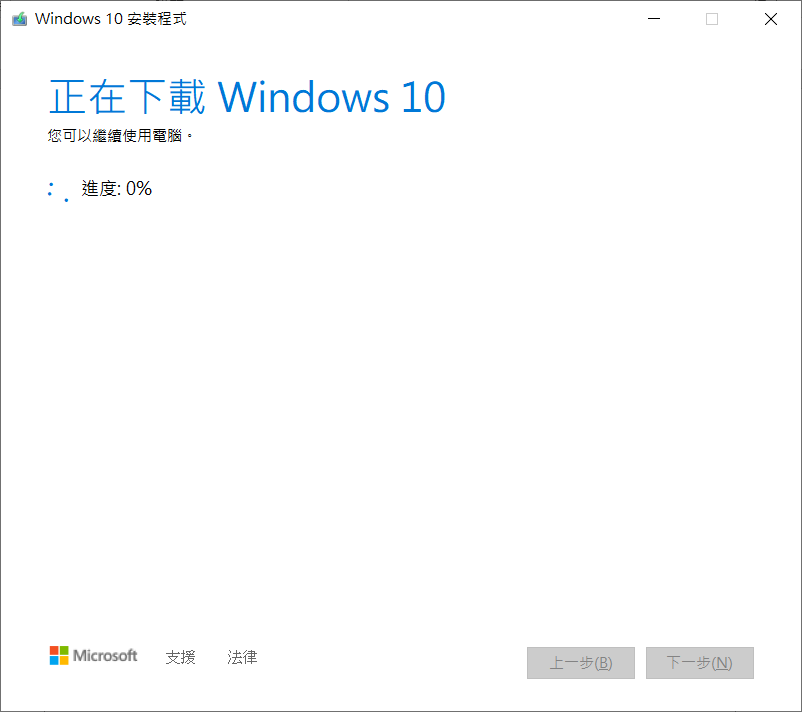 Windows 10 安裝程式
正在下載 Windows 10
您可以繼續使用電腦。
進度: 0%
Microsoft 支援 法律 上一步(B) 下一步(N)